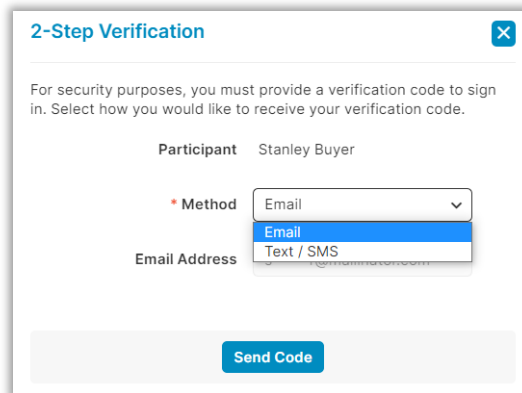 2-Step Verification
For security purposes, you must provide a verification code to sign
in. Select how you would like to receive your verification code.
Participant Stanley Buyer
* Method Email
Email
Text / SMS
Email Address
Send Code